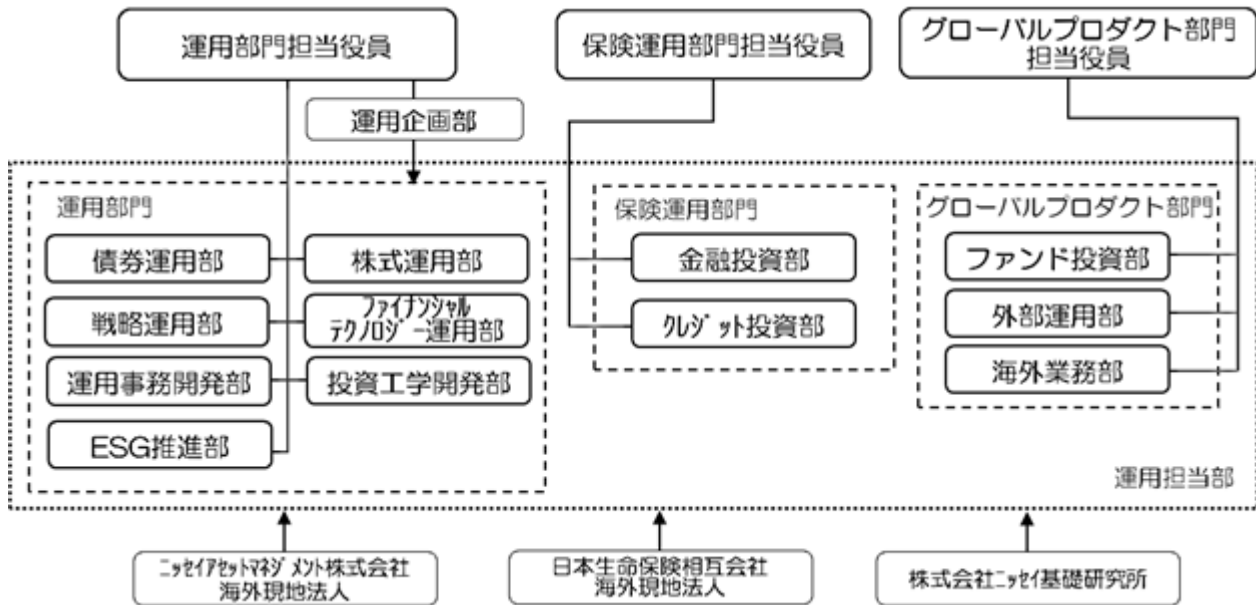 運用部門担当役員
保険運用部門担当役員
グローバルプロダクト部門
担当役員
運用企画部
運用部門
債券運用部
株式運用部
戦略運用部
ファイナンシャル
テクノロジー運用部
運用事務開発部
投資工学開発部
ESG推進部
保険運用部門
金融投資部
クレジット投資部
グローバルプロダクト部門
ファンド投資部
外部運用部
海外業務部
運用担当部
ニッセイアセットマネジメント株式会社
海外現地法人
日本生命保険相互会社
海外現地法人
株式会社ニッセイ基礎研究所